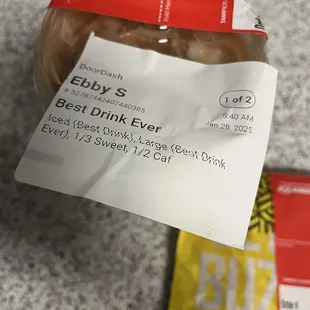 DoorDash
Ebby S
1 of 2
6:40 AM
Jan 28, 2025
Best Drink Ever
Iced (Best Drink), Large (Best Drink
Ever), 1/3 Sweet, 1/2 Caf
BUZ